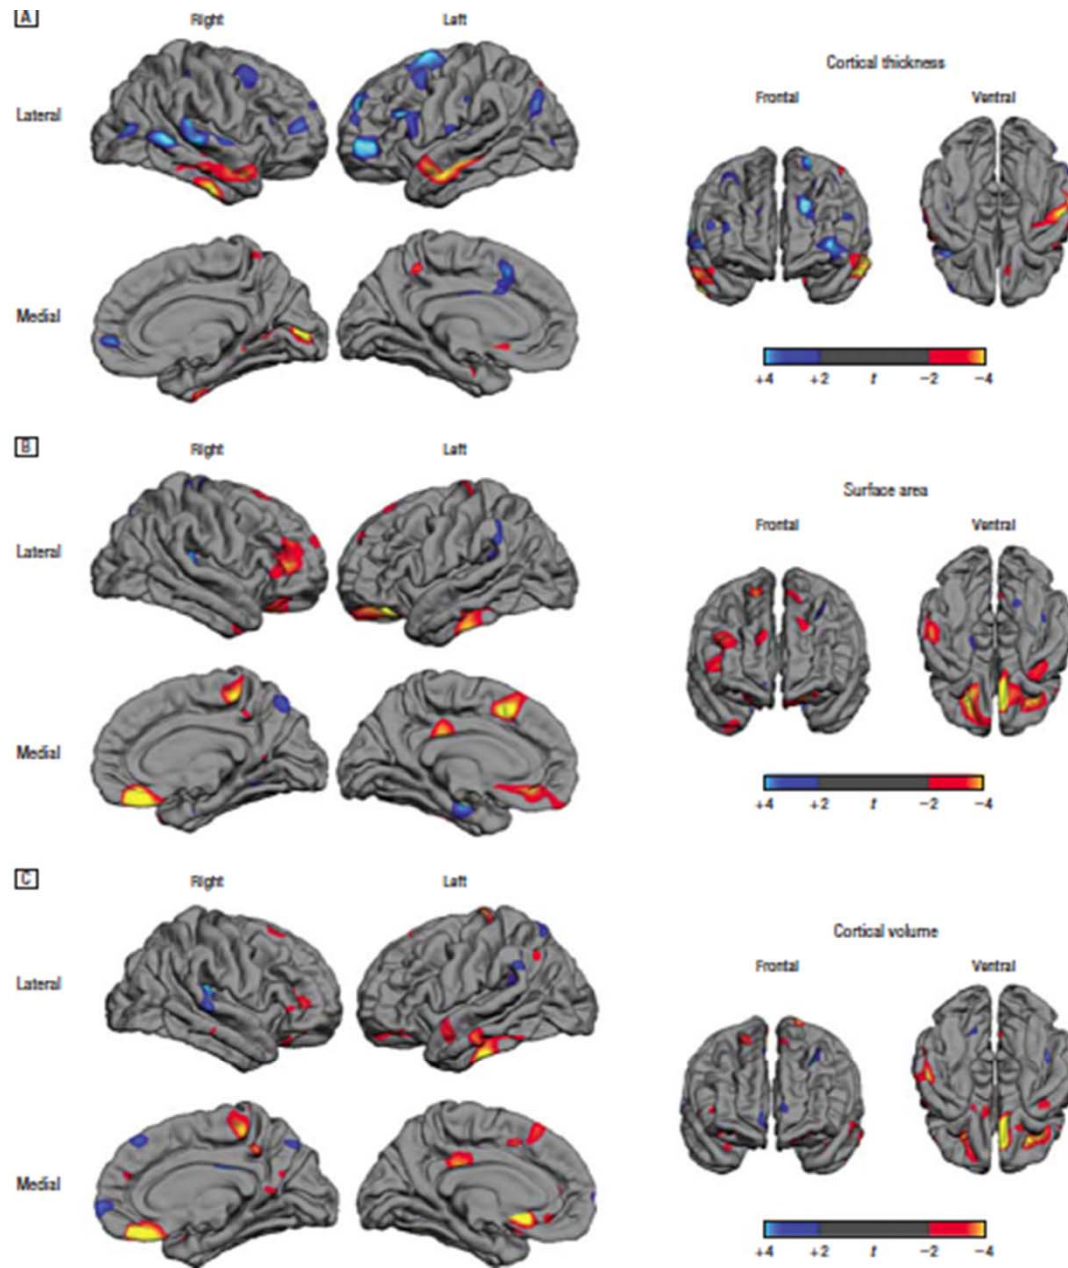 A
Right Left
Cortical thickness
Frontal Ventral
Lateral
Medial
+4 +2 t −2 −4
B
Right Left
Surface area
Frontal Ventral
Lateral
Medial
+4 +2 t −2 −4
C
Right Left
Cortical volume
Frontal Ventral
Lateral
Medial
+4 +2 t −2 −4